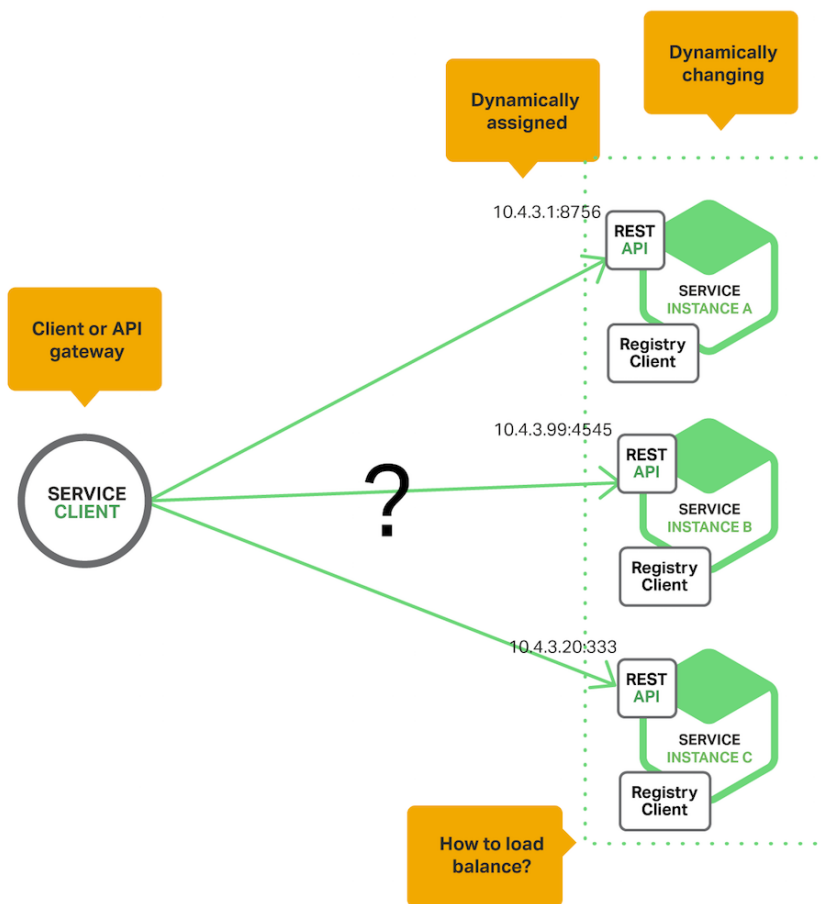 Dynamically
changing
Dynamically
assigned
10.4.3.1:8756
REST
API
SERVICE
INSTANCE A
Registry
Client
Client or API
gateway
10.4.3.99:4545
REST
API
SERVICE
INSTANCE B
Registry
Client
SERVICE
CLIENT
?
10.4.3.20:333
REST
API
SERVICE
INSTANCE C
Registry
Client
How to load
balance?